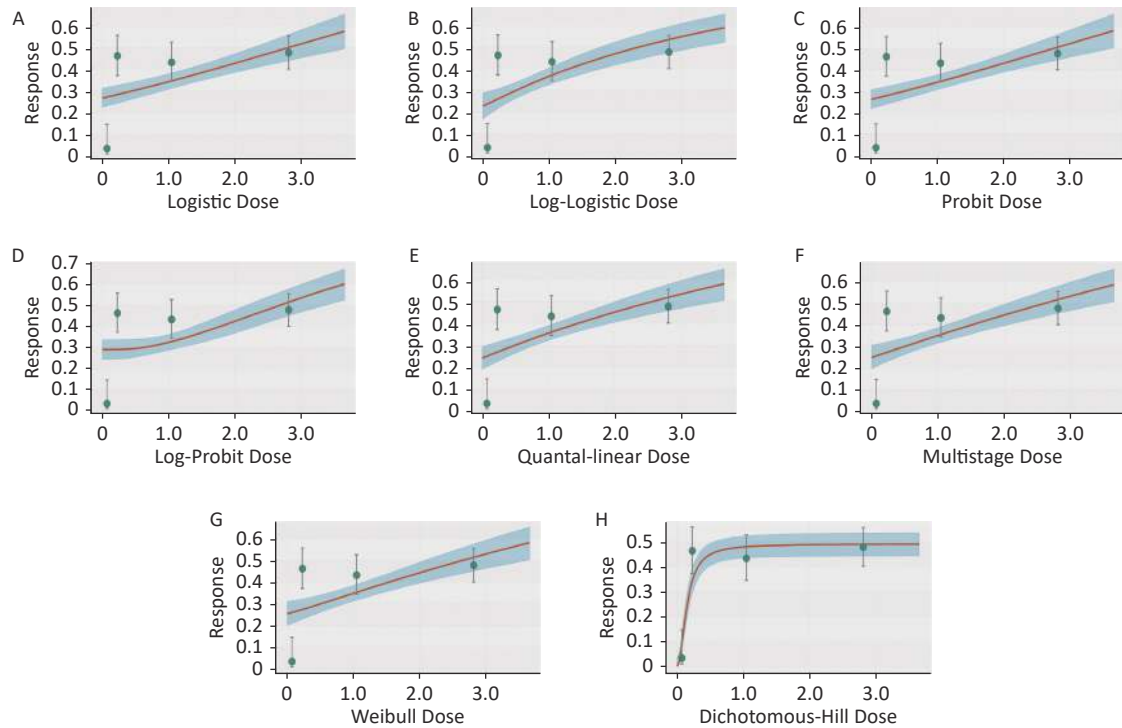 A
Response
0.6
0.5
0.4
0.3
0.2
0.1
0
0 1.0 2.0 3.0
Logistic Dose
B
Response
0.6
0.5
0.4
0.3
0.2
0.1
0
0 1.0 2.0 3.0
Log-Logistic Dose
C
Response
0.6
0.5
0.4
0.3
0.2
0.1
0
0 1.0 2.0 3.0
Probit Dose
D
Response
0.7
0.6
0.5
0.4
0.3
0.2
0.1
0
0 1.0 2.0 3.0
Log-Probit Dose
E
Response
0.6
0.5
0.4
0.3
0.2
0.1
0
0 1.0 2.0 3.0
Quantal-linear Dose
F
Response
0.6
0.5
0.4
0.3
0.2
0.1
0
0 1.0 2.0 3.0
Multistage Dose
G
Response
0.6
0.5
0.4
0.3
0.2
0.1
0
0 1.0 2.0 3.0
Weibull Dose
H
Response
0.5
0.4
0.3
0.2
0.1
0
0 1.0 2.0 3.0
Dichotomous-Hill Dose